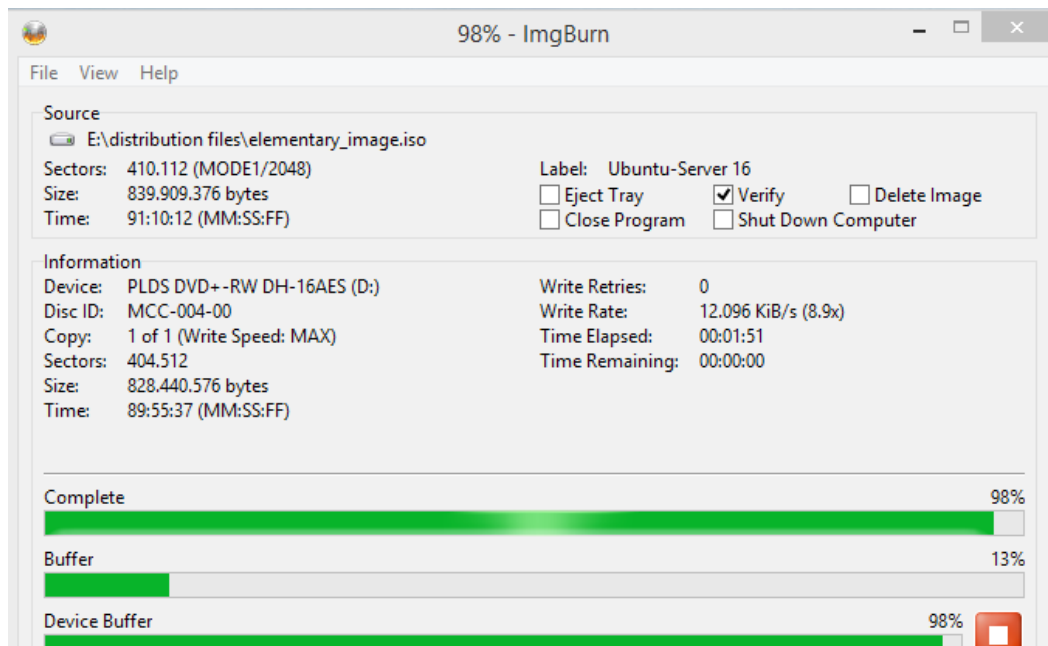 98% - ImgBurn
File View Help
Source
E:\distribution files\elementary_image.iso
Sectors: 410.112 (MODE1/2048) Label: Ubuntu-Server 16
Size: 839.909.376 bytes Eject Tray Verify Delete Image
Time: 91:10:12 (MM:SS:FF) Close Program Shut Down Computer
Information
Device: PLDS DVD+-RW DH-16AES (D:) Write Retries: 0
Disc ID: MCC-004-00 Write Rate: 12.096 KiB/s (8.9x)
Copy: 1 of 1 (Write Speed: MAX) Time Elapsed: 00:01:51
Sectors: 404.512 Time Remaining: 00:00:00
Size: 828.440.576 bytes
Time: 89:55:37 (MM:SS:FF)
Complete 98%
Buffer 13%
Device Buffer 98%